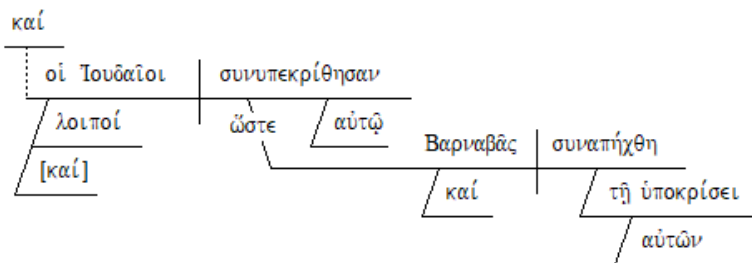 καί
οἱ Ἰουδαῖοι συνυπεκρίθησαν
λοιποί ὥστε αὐτῷ
Βαρναβᾶς συναπήχθη
[καί] καί τῇ ὑποκρίσει
αὐτῶν